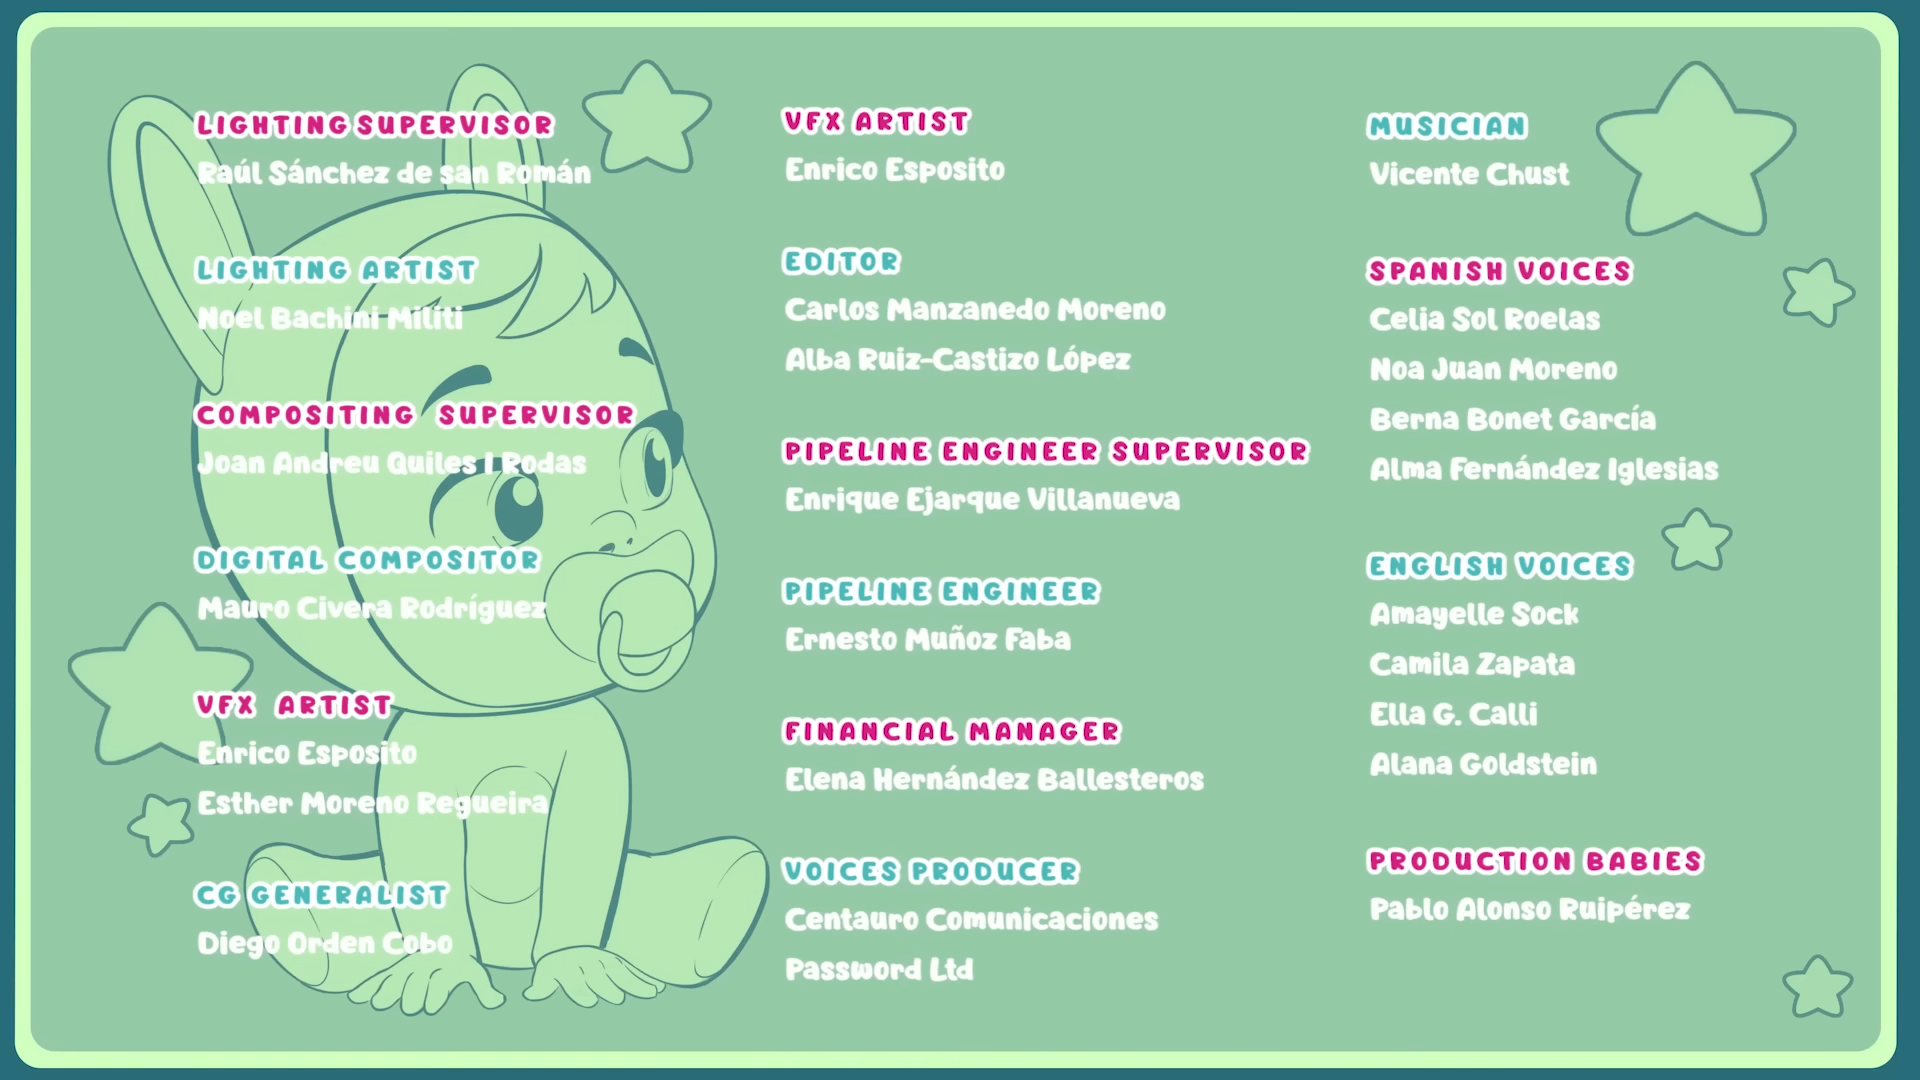 LIGHTING SUPERVISOR
Raúl Sánchez de san Román
LIGHTING ARTIST
Noel Bachini Militi
COMPOSITING SUPERVISOR
Joan Andreu Quiles I Rodas
DIGITAL COMPOSITOR
Mauro Civera Rodríguez
VFX ARTIST
Enrico Esposito
Esther Moreno Regueira
CG GENERALIST
Diego Orden Cobo
VFX ARTIST
Enrico Esposito
EDITOR
Carlos Manzanedo Moreno
Alba Ruiz-Castizo López
PIPELINE ENGINEER SUPERVISOR
Enrique Ejarque Villanueva
PIPELINE ENGINEER
Ernesto Muñoz Faba
FINANCIAL MANAGER
Elena Hernández Ballesteros
VOICES PRODUCER
Centauro Comunicaciones
Password Ltd
MUSICIAN
Vicente Chust
SPANISH VOICES
Celia Sol Roelas
Noa Juan Moreno
Berna Bonet García
Alma Fernández Iglesias
ENGLISH VOICES
Amayelle Sock
Camila Zapata
Ella G. Calli
Alana Goldstein
PRODUCTION BABIES
Pablo Alonso Ruipérez